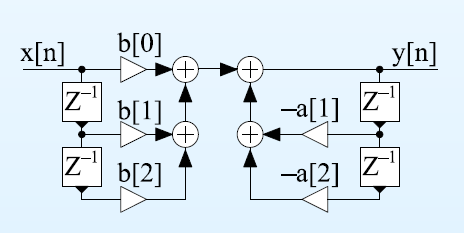 x[n] b[0] y[n]
Z⁻¹ Z⁻¹
b[1] –a[1]
Z⁻¹ Z⁻¹
b[2] –a[2]